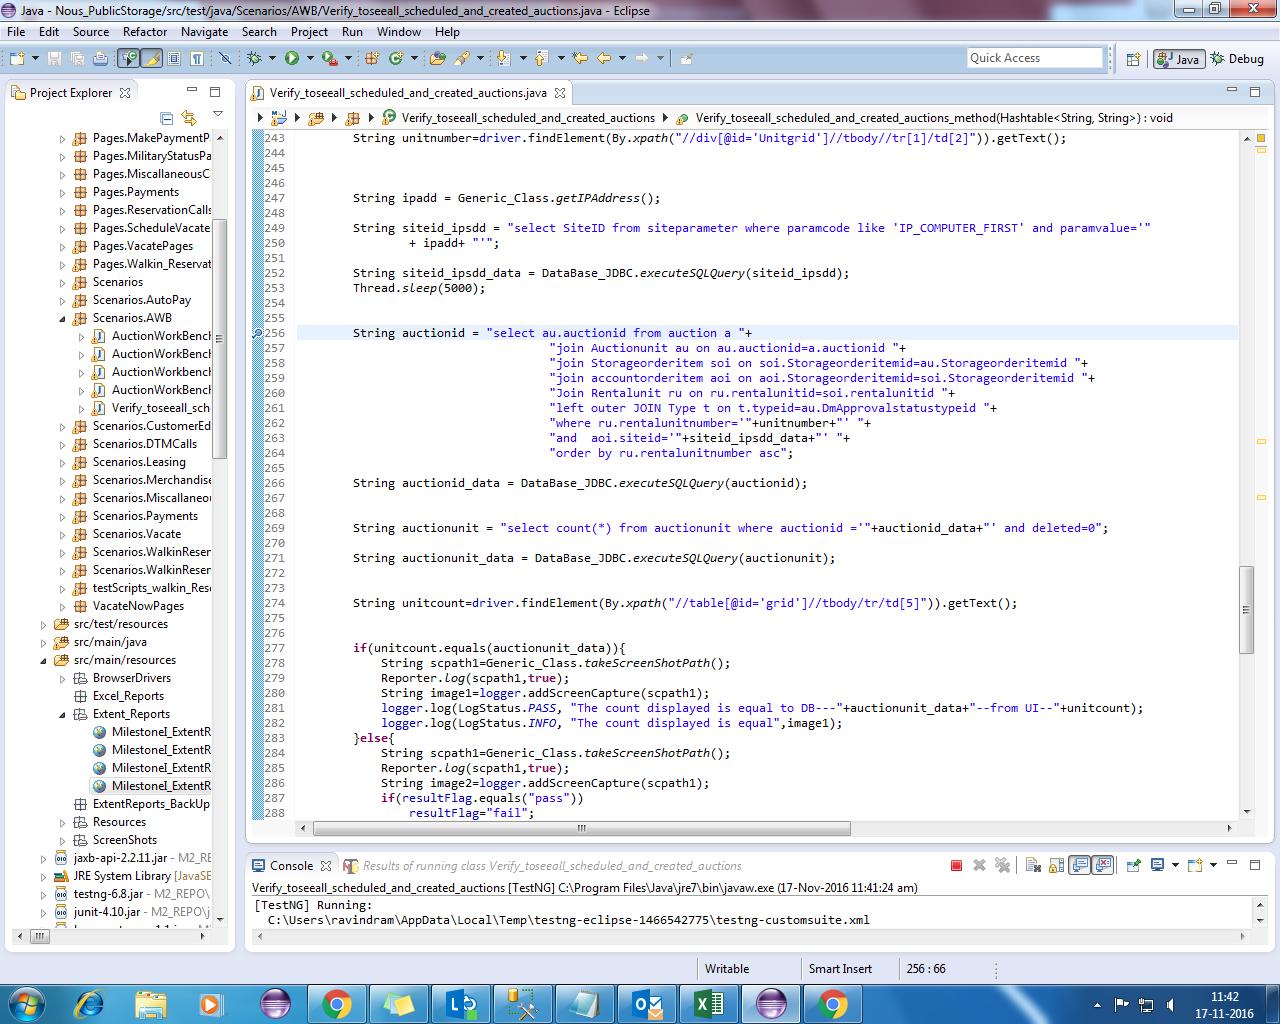 Java - Nous_PublicStorage/src/test/java/Scenarios/AWB/Verify_toseeall_scheduled_and_created_auctions.java - Eclipse
File Edit Source Refactor Navigate Search Project Run Window Help
Quick Access
Java
Debug
Project Explorer
Pages.MakePaymentP
Pages.MilitaryStatusPa
Pages.MiscallaneousC
Pages.Payments
Pages.ReservationCalls
Pages.ScheduleVacate
Pages.VacatePages
Pages.Walkin_Reservat
Scenarios
Scenarios.AutoPay
Scenarios.AWB
AuctionWorkBench
AuctionWorkBench
AuctionWorkBench
AuctionWorkBench
Verify_toseeall_sch
Scenarios.CustomerEd
Scenarios.DTMCalls
Scenarios.Leasing
Scenarios.Merchandise
Scenarios.Miscallaneou
Scenarios.Payments
Scenarios.Vacate
Scenarios.WalkinReser
Scenarios.WalkinReser
testScripts_walkin_Res
VacateNowPages
src/test/resources
src/main/java
src/main/resources
BrowserDrivers
Excel_Reports
Extent_Reports
MilestoneI_ExtentR
MilestoneI_ExtentR
MilestoneI_ExtentR
MilestoneI_ExtentR
ExtentReports_BackUp
Resources
ScreenShots
jaxb-api-2.2.11.jar - M2_RE
JRE System Library [JavaSE
testng-6.8.jar - M2_REPO\
junit-4.10.jar - M2_REPO\j
Verify_toseeall_scheduled_and_created_auctions.java
Verify_toseeall_scheduled_and_created_auctions
Verify_toseeall_scheduled_and_created_auctions_method(Hashtable<String, String>) : void
243 String unitnumber=driver.findElement(By.xpath("//div[@id='Unitgrid']//tbody//tr[1]/td[2]")).getText();
244
245
246
247 String ipadd = Generic_Class.getIPAddress();
248
249 String siteid_ipsdd = "select SiteID from siteparameter where paramcode like 'IP_COMPUTER_FIRST' and paramvalue='"
250 + ipadd+ "'";
251
252 String siteid_ipsdd_data = DataBase_JDBC.executeSQLQuery(siteid_ipsdd);
253 Thread.sleep(5000);
254
255
256 String auctionid = "select au.auctionid from auction a "+
257 "join Auctionunit au on au.auctionid=a.auctionid "+
258 "join Storageorderitem soi on soi.Storageorderitemid=au.Storageorderitemid "+
259 "join accountorderitem aoi on aoi.Storageorderitemid=soi.Storageorderitemid "+
260 "Join Rentalunit ru on ru.rentalunitid=soi.rentalunitid "+
261 "left outer JOIN Type t on t.typeid=au.DmApprovalstatustypeid "+
262 "where ru.rentalunitnumber='"+unitnumber+"' "+
263 "and  aoi.siteid='"+siteid_ipsdd_data+"' "+
264 "order by ru.rentalunitnumber asc";
265
266 String auctionid_data = DataBase_JDBC.executeSQLQuery(auctionid);
267
268
269 String auctionunit = "select count(*) from auctionunit where auctionid ='"+auctionid_data+"' and deleted=0";
270
271 String auctionunit_data = DataBase_JDBC.executeSQLQuery(auctionunit);
272
273
274 String unitcount=driver.findElement(By.xpath("//table[@id='grid']//tbody/tr/td[5]")).getText();
275
276
277 if(unitcount.equals(auctionunit_data)){
278 String scpath1=Generic_Class.takeScreenShotPath();
279 Reporter.log(scpath1,true);
280 String image1=logger.addScreenCapture(scpath1);
281 logger.log(LogStatus.PASS, "The count displayed is equal to DB---"+auctionunit_data+"--from UI--"+unitcount);
282 logger.log(LogStatus.INFO, "The count displayed is equal",image1);
283 }else{
284 String scpath1=Generic_Class.takeScreenShotPath();
285 Reporter.log(scpath1,true);
286 String image2=logger.addScreenCapture(scpath1);
287 if(resultFlag.equals("pass"))
288 resultFlag="fail";
Console
Results of running class Verify_toseeall_scheduled_and_created_auctions
Verify_toseeall_scheduled_and_created_auctions [TestNG] C:\Program Files\Java\jre7\bin\javaw.exe (17-Nov-2016 11:41:24 am)
[TestNG] Running:
C:\Users\ravindram\AppData\Local\Temp\testng-eclipse-1466542775\testng-customsuite.xml
Writable
Smart Insert
256 : 66
11:42
17-11-2016